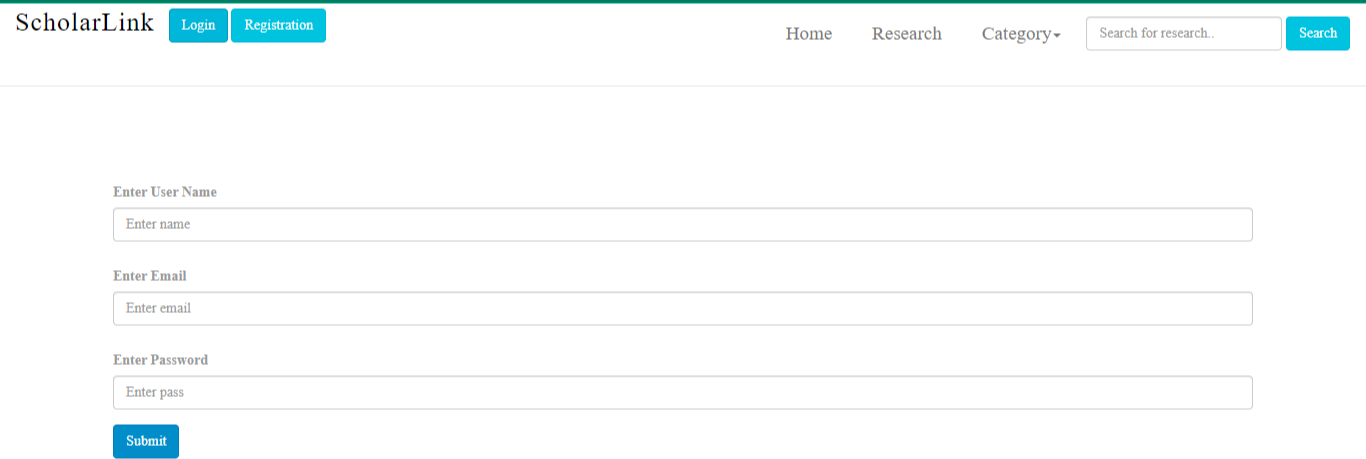 ScholarLink Login Registration Home Research Category Search for research.. Search
Enter User Name
Enter name
Enter Email
Enter email
Enter Password
Enter pass
Submit